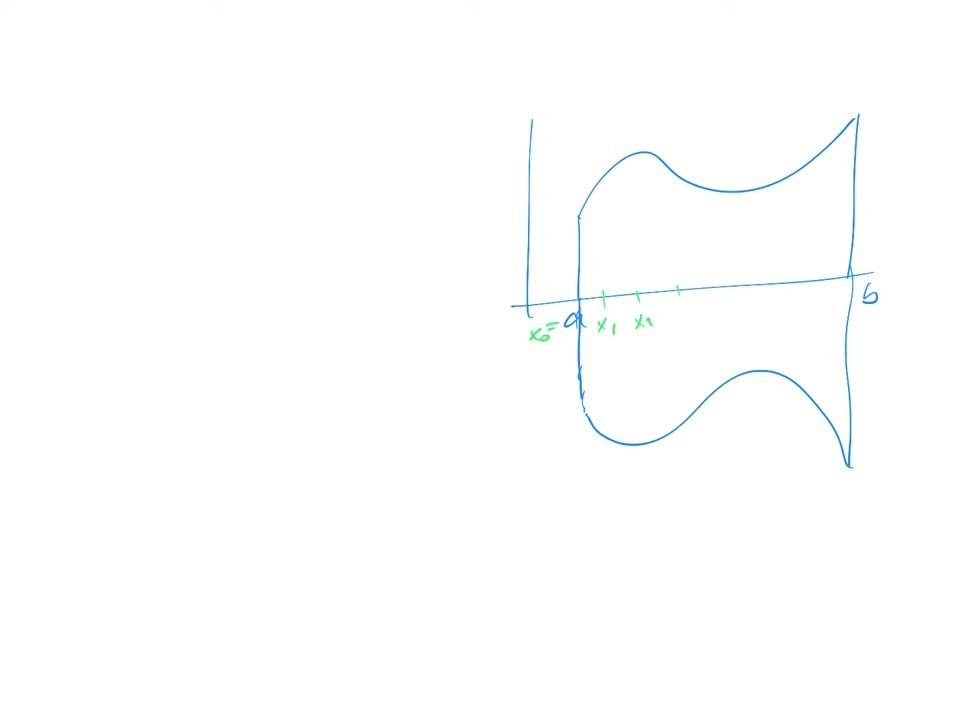 b
x₀ = a x₁ x₁